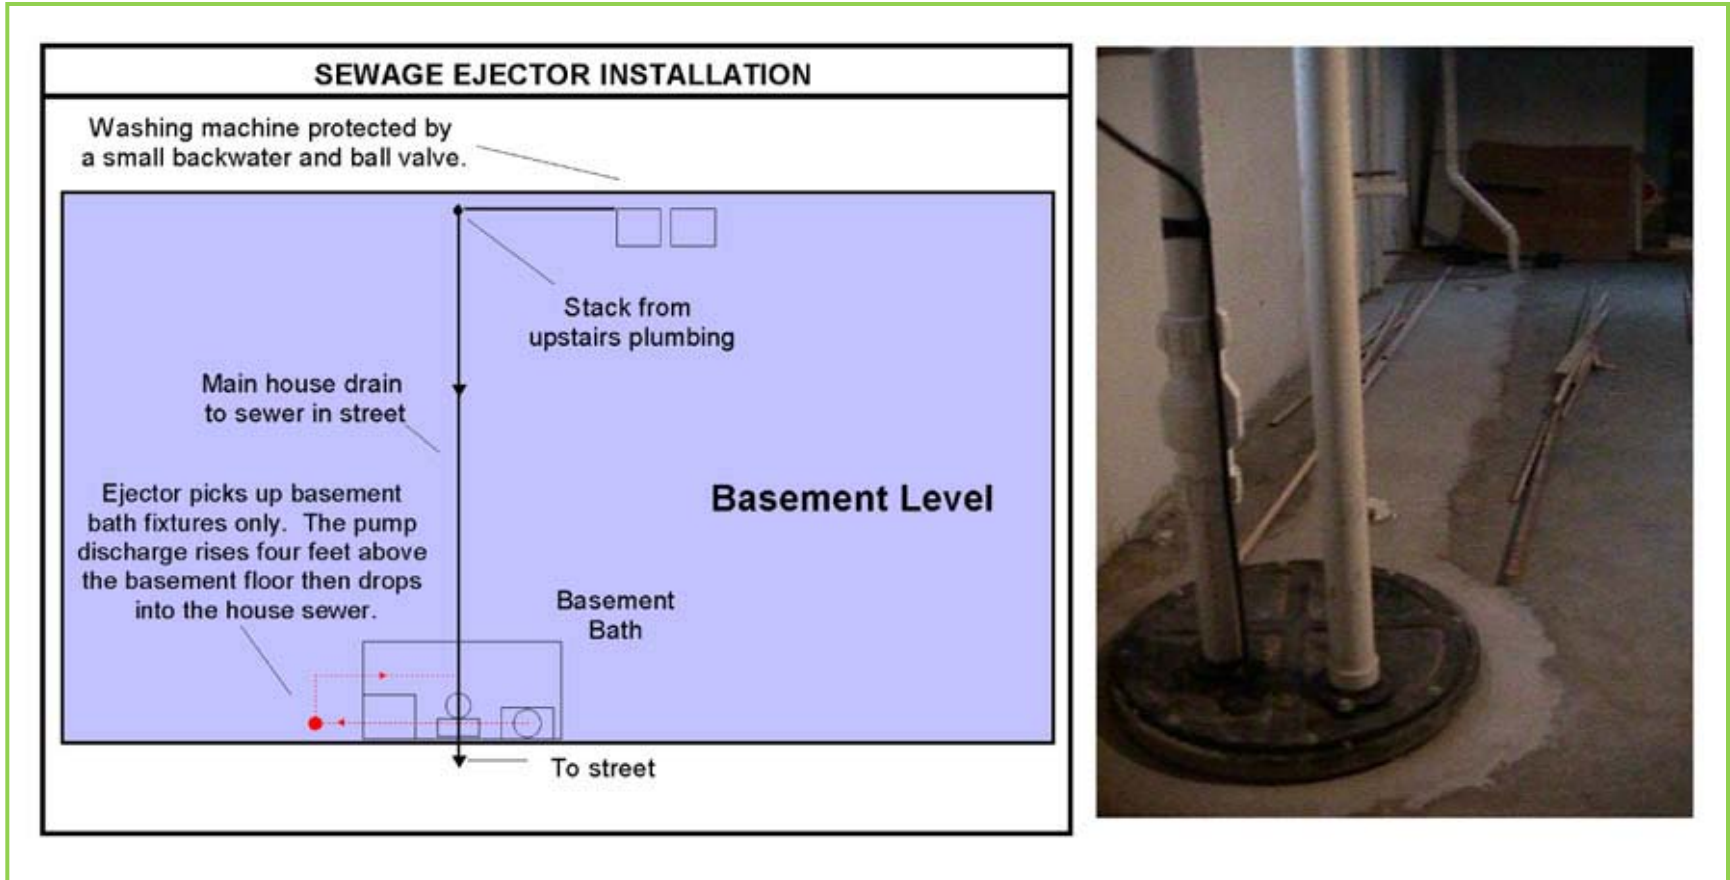 SEWAGE EJECTOR INSTALLATION
Washing machine protected by
a small backwater and ball valve.
Stack from
upstairs plumbing
Main house drain
to sewer in street
Ejector picks up basement
bath fixtures only. The pump
discharge rises four feet above
the basement floor then drops
into the house sewer.
Basement Level
Basement
Bath
To street